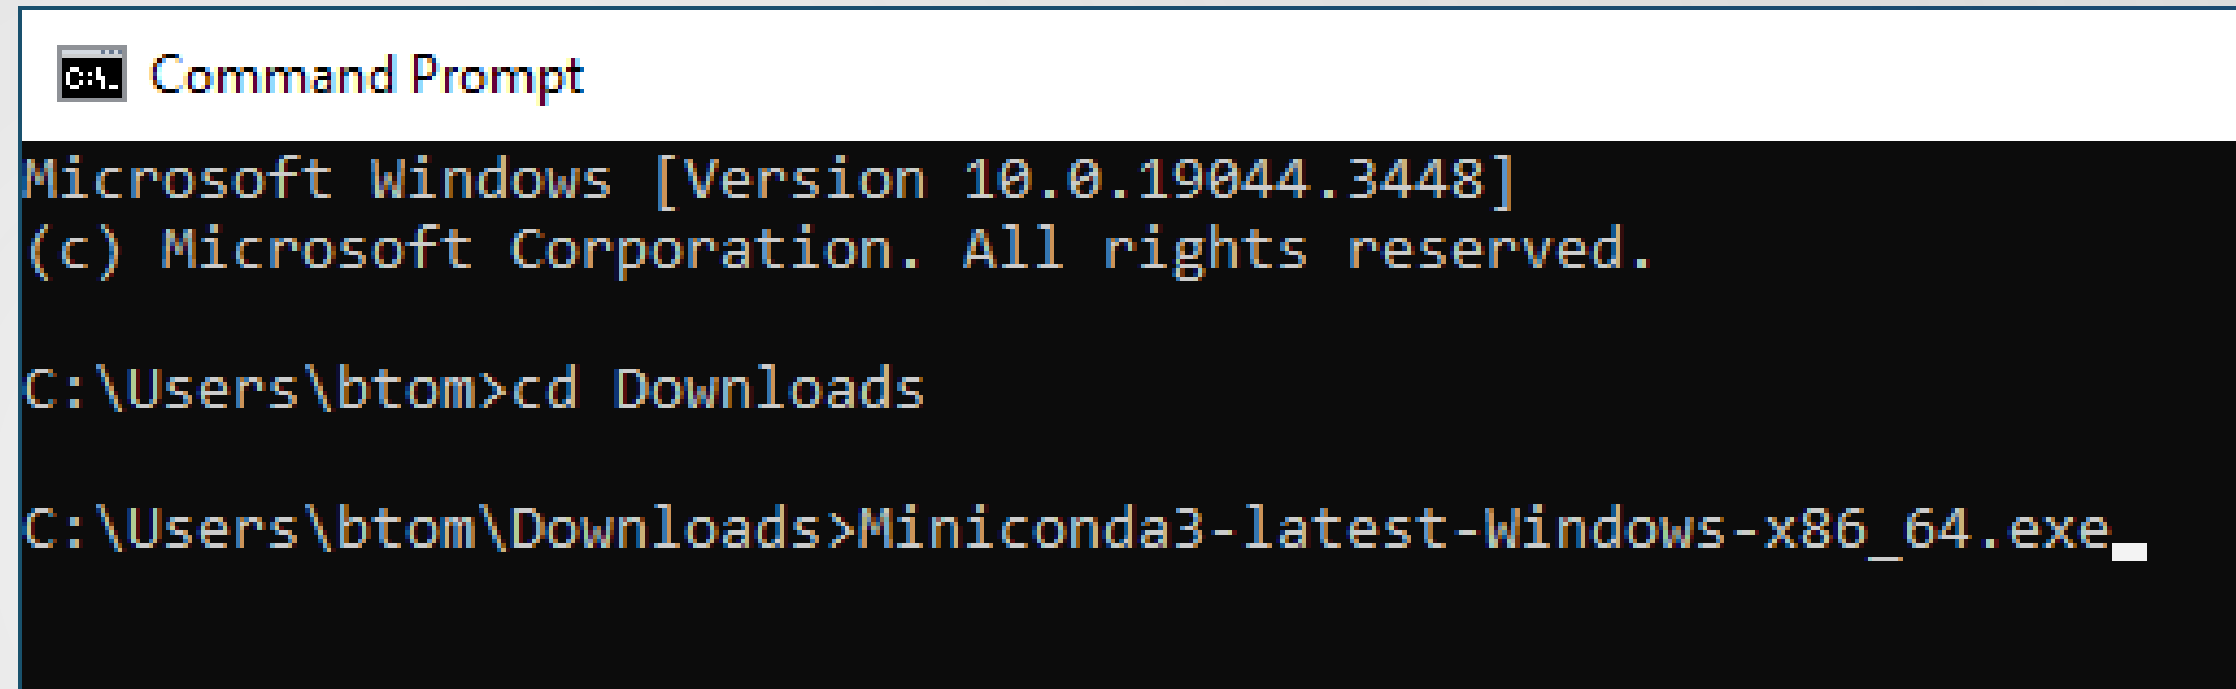 C:\_ Command Prompt
Microsoft Windows [Version 10.0.19044.3448]
(c) Microsoft Corporation. All rights reserved.
C:\Users\btom>cd Downloads
C:\Users\btom\Downloads>Miniconda3-latest-Windows-x86_64.exe